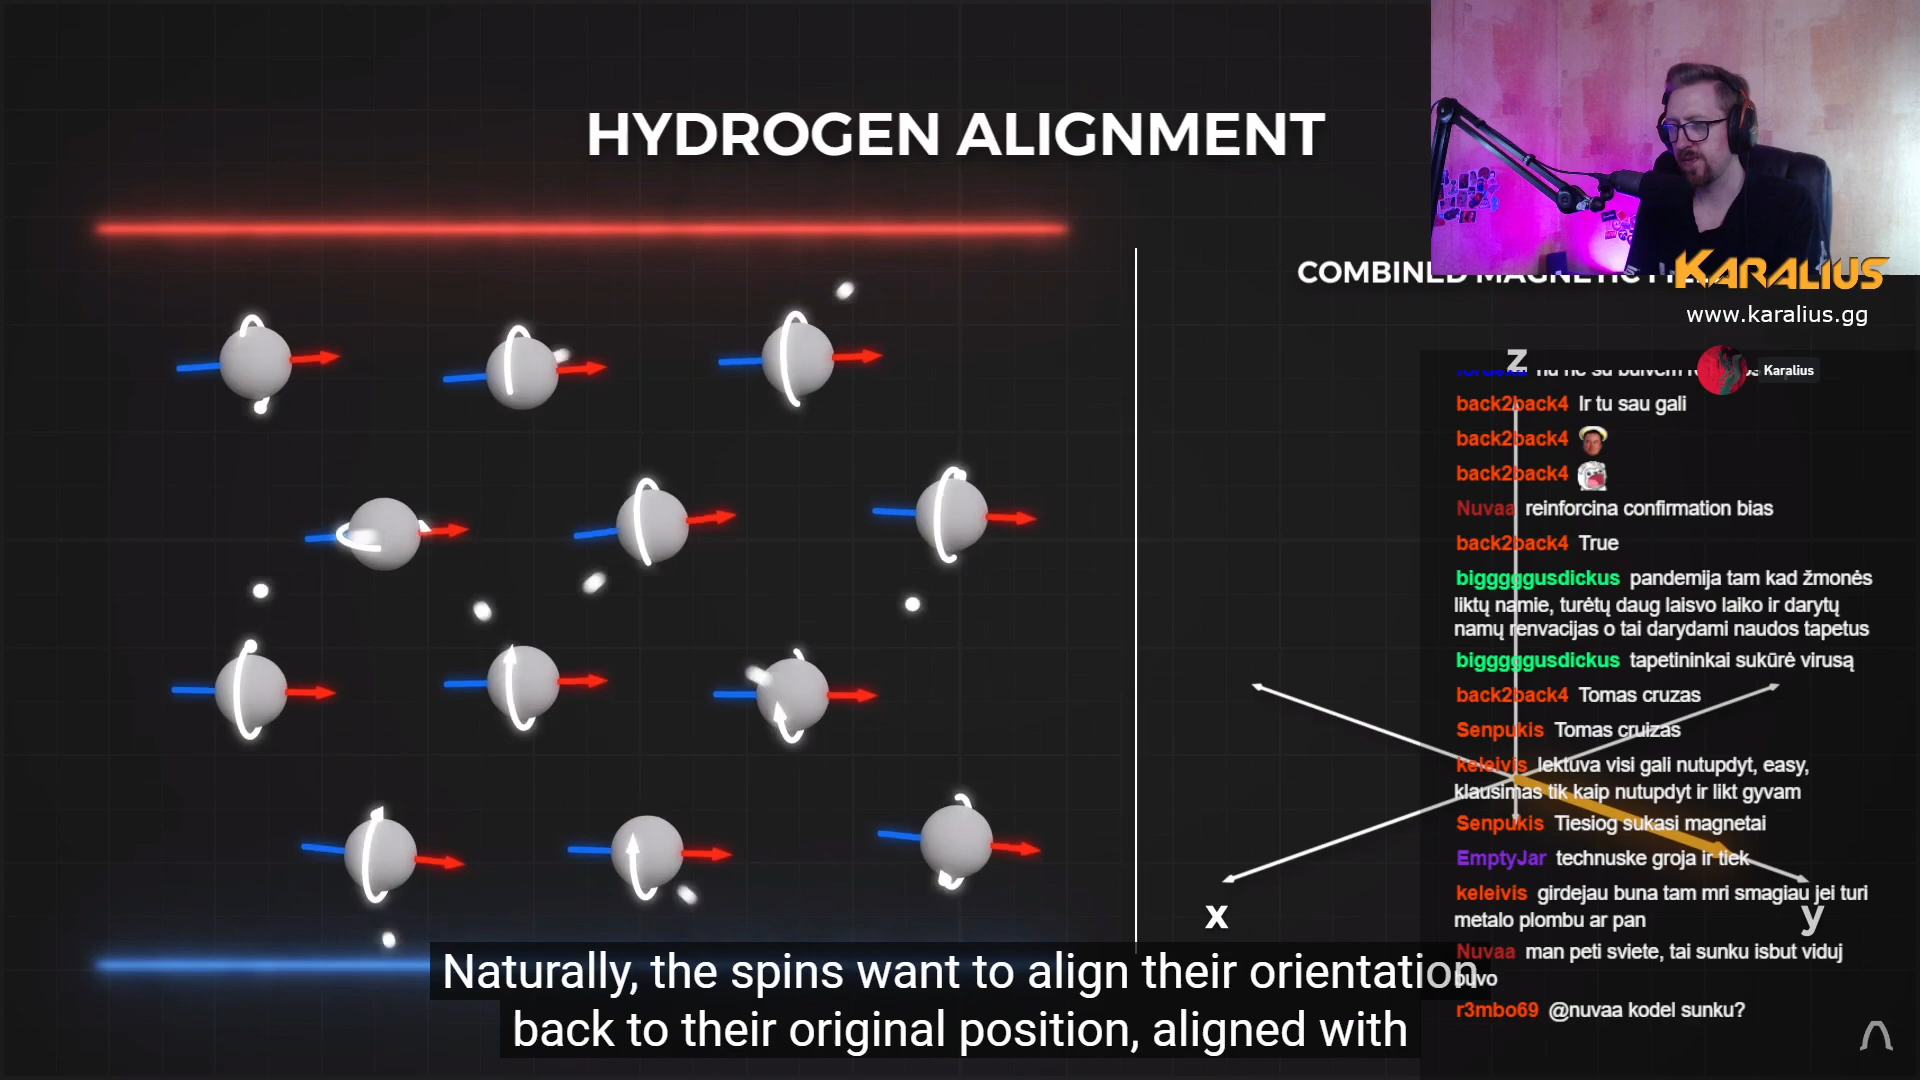 HYDROGEN ALIGNMENT
COMBINED MAGNETIC
KARALIUS
www.karalius.gg
z
Karalius
back2back4 Ir tu sau gali
back2back4
back2back4
Nuvaa reinforcina confirmation bias
back2back4 True
bigggggusdickus pandemija tam kad žmonės
liktų namie, turėtų daug laisvo laiko ir darytų
namų renvacijas o tai darydami naudos tapetus
bigggggusdickus tapetininkai sukūrė virusą
back2back4 Tomas cruzas
Senpukis Tomas cruizas
keleivis lektuva visi gali nutupdyt, easy,
klausimas tik kaip nutupdyt ir likt gyvam
Senpukis Tiesiog sukasi magnetai
EmptyJar technuske groja ir tiek
keleivis girdejau buna tam mri smagiau jei turi
metalo plombu ar pan
x
y
Nuvaa man peti sviete, tai sunku isbut viduj
buvo
r3mbo69 @nuvaa kodel sunku?
Naturally, the spins want to align their orientation
back to their original position, aligned with